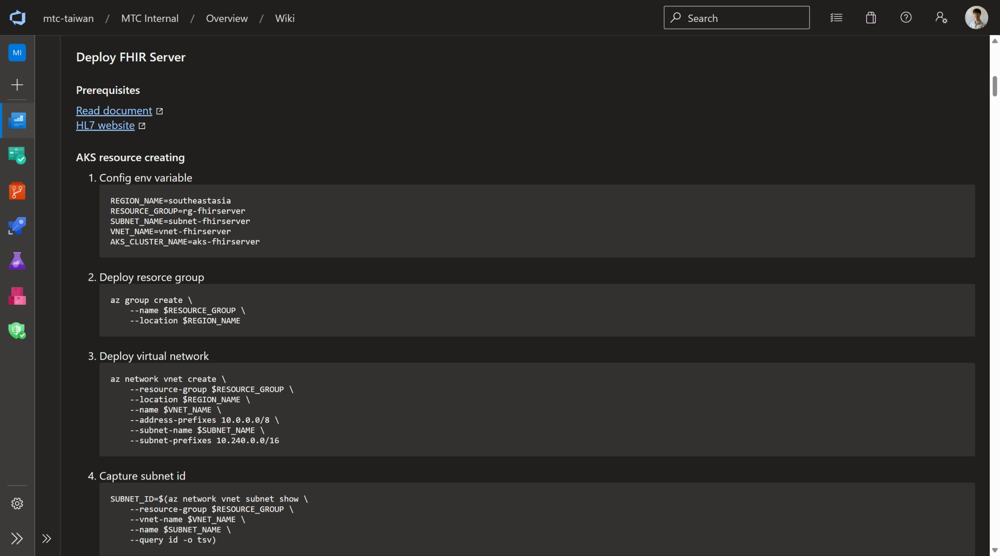 mtc-taiwan / MTC Internal / Overview / Wiki
Search
MI
Deploy FHIR Server
Prerequisites
Read document
HL7 website
AKS resource creating
1. Config env variable
REGION_NAME=southeastasia
RESOURCE_GROUP=rg-fhirserver
SUBNET_NAME=subnet-fhirserver
VNET_NAME=vnet-fhirserver
AKS_CLUSTER_NAME=aks-fhirserver
2. Deploy resorce group
az group create \
    --name $RESOURCE_GROUP \
    --location $REGION_NAME
3. Deploy virtual network
az network vnet create \
    --resource-group $RESOURCE_GROUP \
    --location $REGION_NAME \
    --name $VNET_NAME \
    --address-prefixes 10.0.0.0/8 \
    --subnet-name $SUBNET_NAME \
    --subnet-prefixes 10.240.0.0/16
4. Capture subnet id
SUBNET_ID=$(az network vnet subnet show \
    --resource-group $RESOURCE_GROUP \
    --vnet-name $VNET_NAME \
    --name $SUBNET_NAME \
    --query id -o tsv)